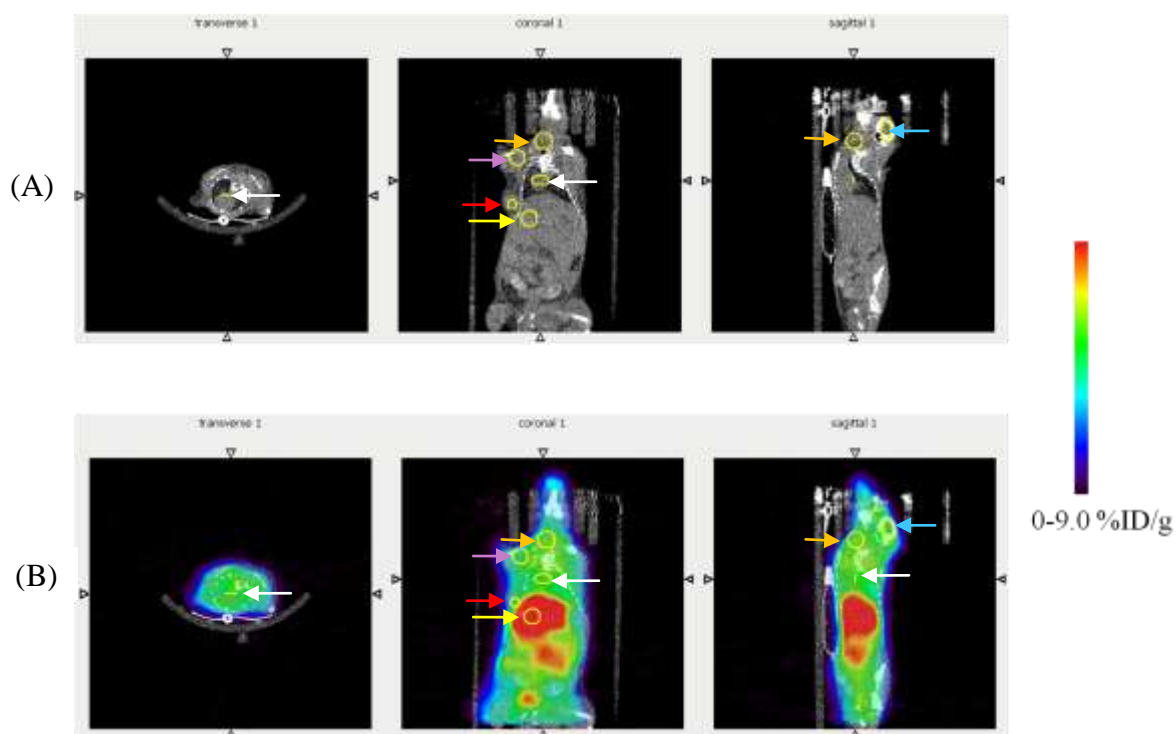 transverse 1 coronal 1 sagittal 1
(A)
0-9.0 %ID/g
transverse 1 coronal 1 sagittal 1
(B)